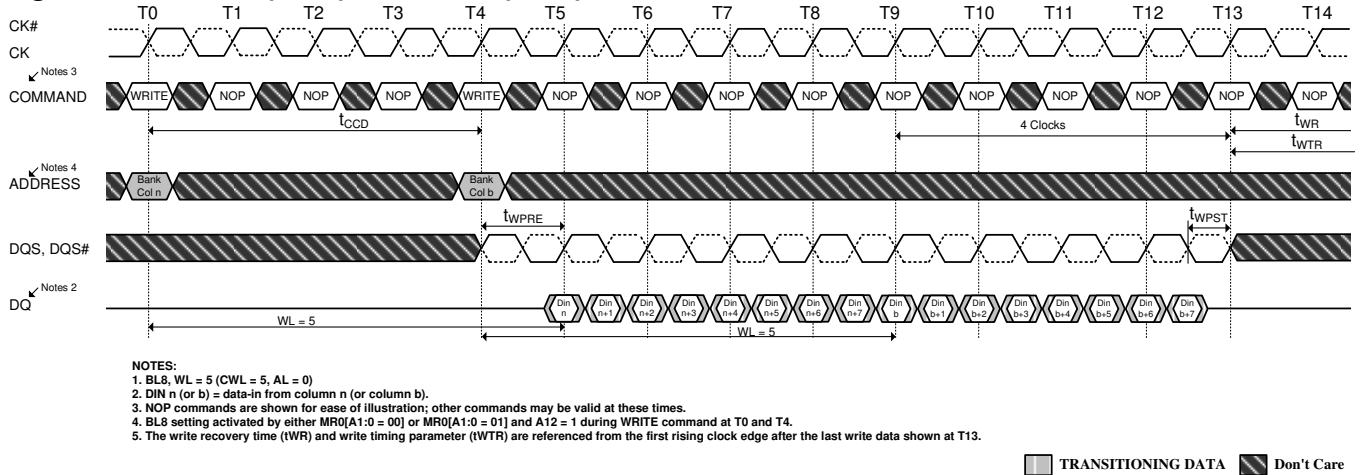 T0 T1 T2 T3 T4 T5 T6 T7 T8 T9 T10 T11 T12 T13 T14
CK#
CK
Notes 3
COMMAND
WRITE NOP NOP NOP WRITE NOP NOP NOP NOP NOP NOP NOP NOP NOP NOP
tCCD
4 Clocks
tWR
tWTR
Notes 4
ADDRESS
Bank Col n
Bank Col b
tWPRE
tWPST
DQS, DQS#
Notes 2
DQ
Din n Din n+1 Din n+2 Din n+3 Din n+4 Din n+5 Din n+6 Din n+7 Din b Din b+1 Din b+2 Din b+3 Din b+4 Din b+5 Din b+6 Din b+7
WL = 5
WL = 5
NOTES:
1. BL8, WL = 5 (CWL = 5, AL = 0)
2. DIN n (or b) = data-in from column n (or column b).
3. NOP commands are shown for ease of illustration; other commands may be valid at these times.
4. BL8 setting activated by either MR0[A1:0 = 00] or MR0[A1:0 = 01] and A12 = 1 during WRITE command at T0 and T4.
5. The write recovery time (tWR) and write timing parameter (tWTR) are referenced from the first rising clock edge after the last write data shown at T13.
TRANSITIONING DATA Don't Care